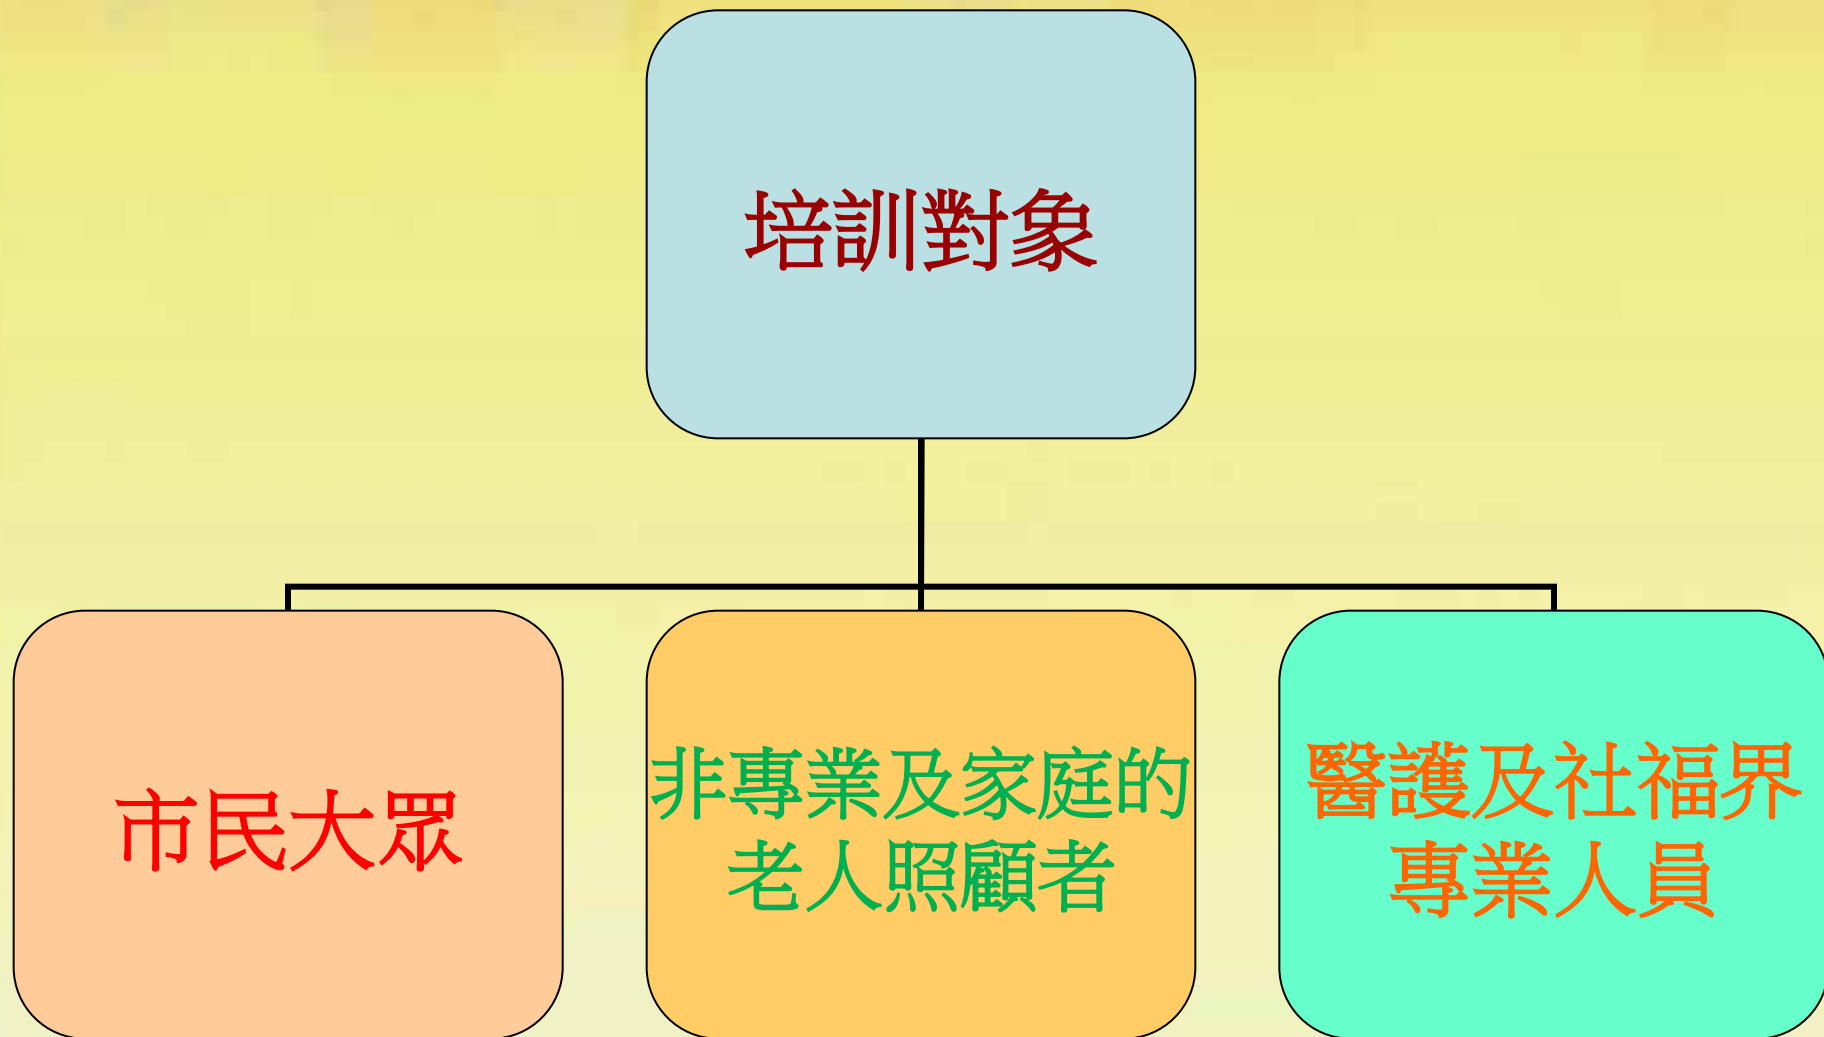 培訓對象
市民大眾
非專業及家庭的
老人照顧者
醫護及社福界
專業人員